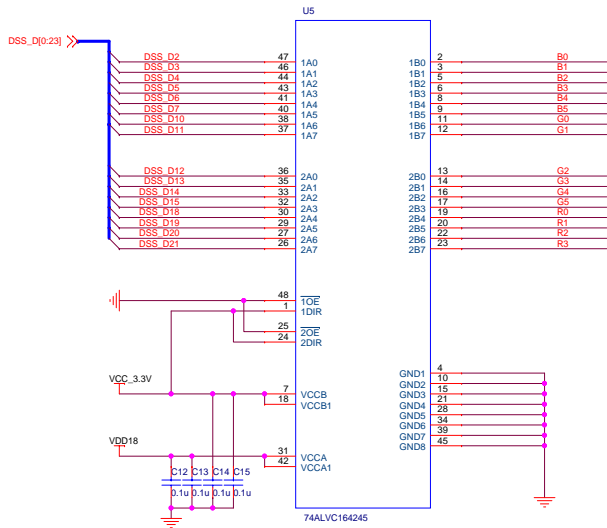 U5
DSS_D[0:23]
DSS_D2 47 1A0 1B0 2 B0
DSS_D3 46 1A1 1B1 3 B1
DSS_D4 44 1A2 1B2 5 B2
DSS_D5 43 1A3 1B3 6 B3
DSS_D6 41 1A4 1B4 8 B4
DSS_D7 40 1A5 1B5 9 B5
DSS_D10 38 1A6 1B6 11 G0
DSS_D11 37 1A7 1B7 12 G1
DSS_D12 36 2A0 2B0 13 G2
DSS_D13 35 2A1 2B1 14 G3
DSS_D14 33 2A2 2B2 16 G4
DSS_D15 32 2A3 2B3 17 G5
DSS_D18 30 2A4 2B4 19 R0
DSS_D19 29 2A5 2B5 20 R1
DSS_D20 27 2A6 2B6 22 R2
DSS_D21 26 2A7 2B7 23 R3
48 1OE
1 1DIR
25 2OE
24 2DIR
GND1 4
VCC_3.3V GND2 10
7 VCCB GND3 15
18 VCCB1 GND4 21
GND5 28
GND6 34
VDD18 GND7 39
31 VCCA GND8 45
42 VCCA1
C12 C13 C14 C15
0.1u 0.1u 0.1u 0.1u
74ALVC164245